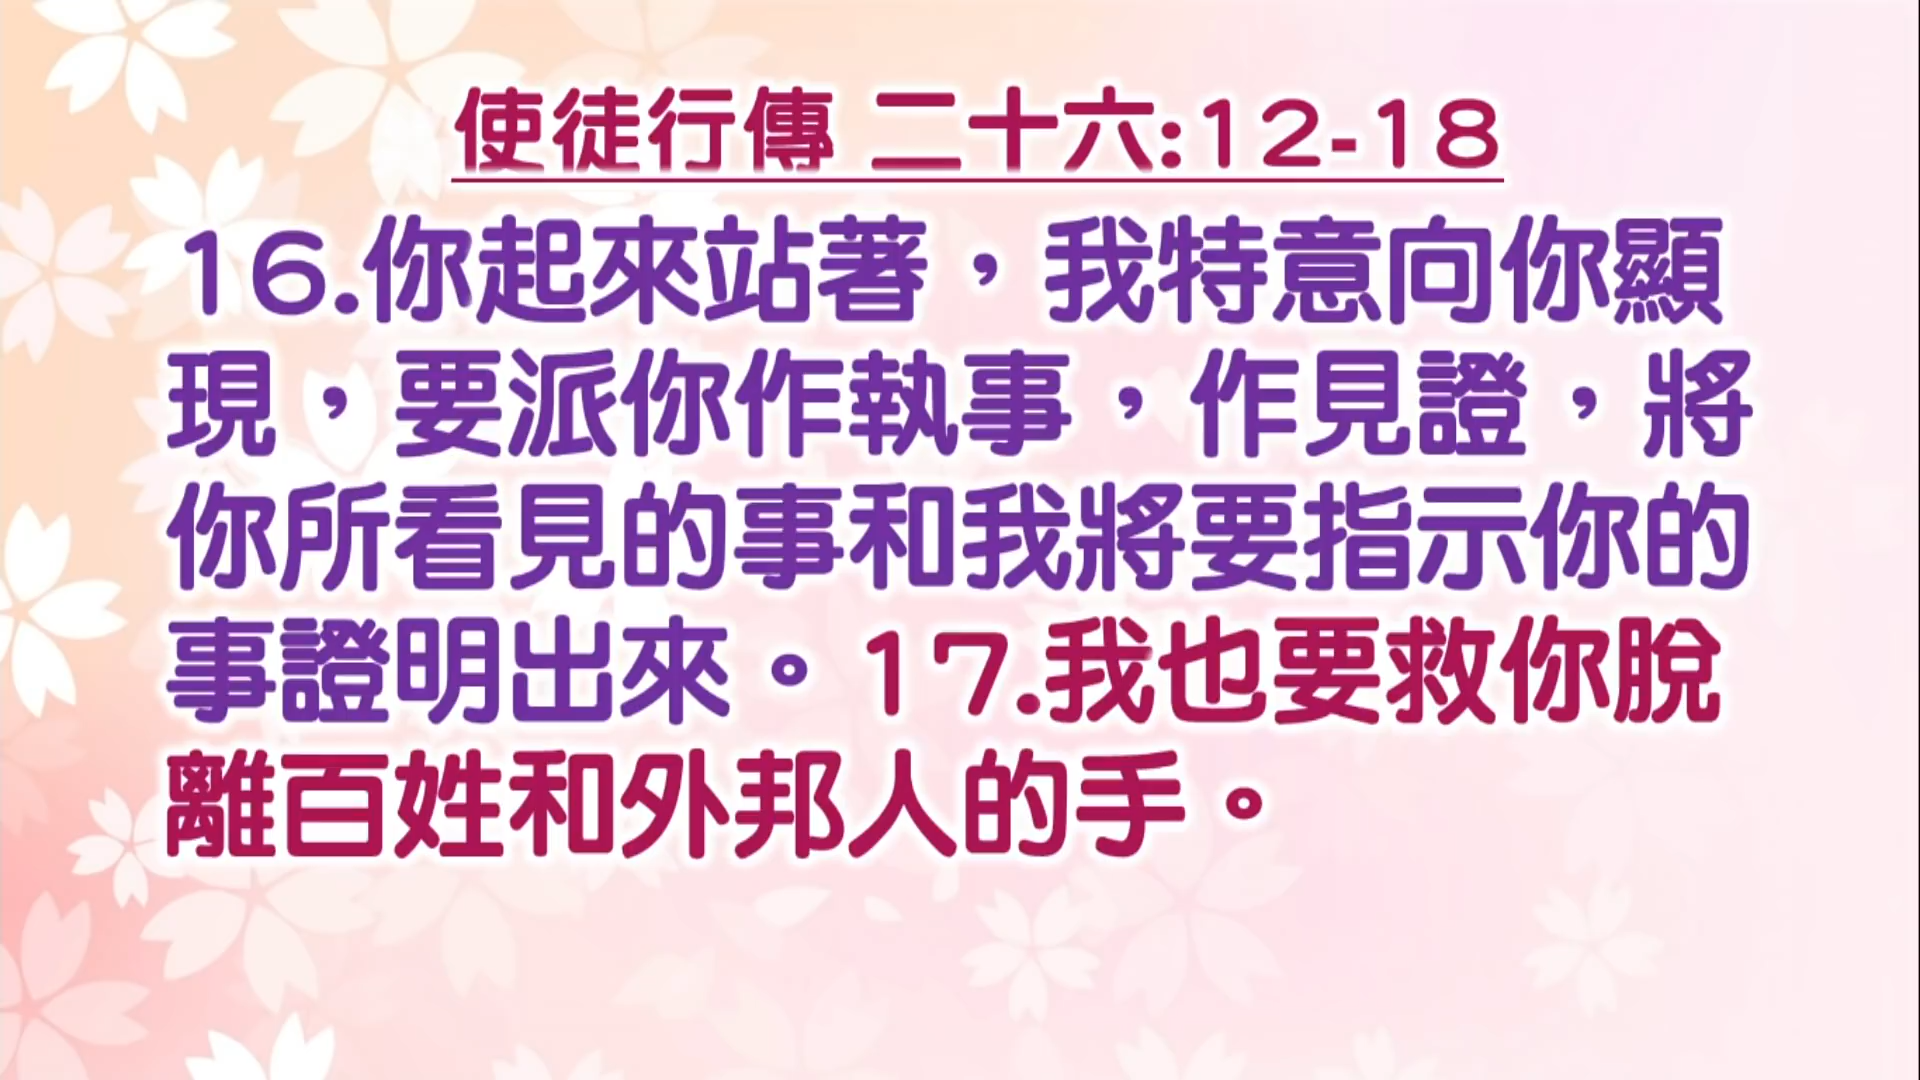 使徒行傳 二十六:12-18
16.你起來站著，我特意向你顯
現，要派你作執事，作見證，將
你所看見的事和我將要指示你的
事證明出來。17.我也要救你脫
離百姓和外邦人的手。